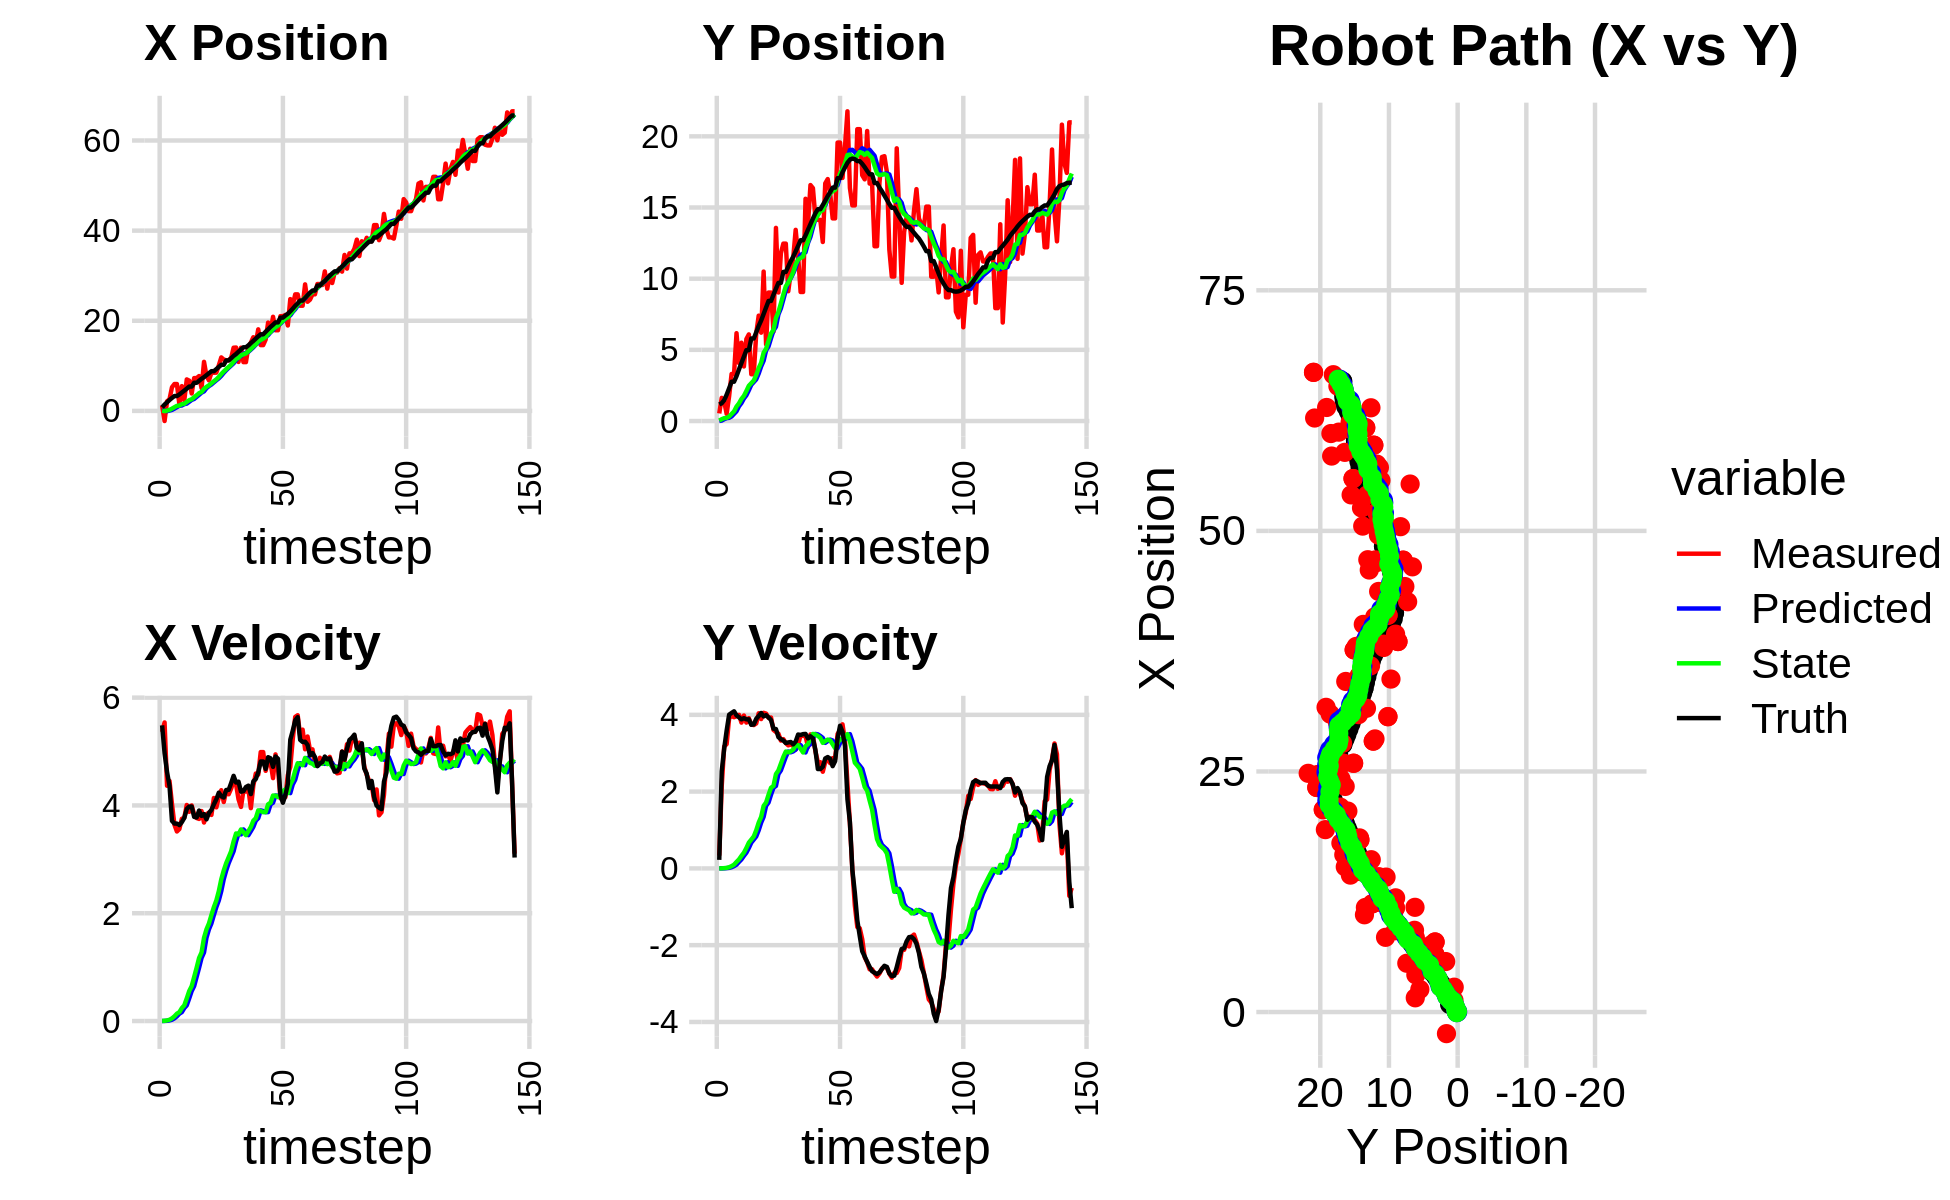 X Position
60
40
20
0
0
50
100
150
timestep
Y Position
20
15
10
5
0
0
50
100
150
timestep
X Velocity
6
4
2
0
0
50
100
150
timestep
Y Velocity
4
2
0
-2
-4
0
50
100
150
timestep
Robot Path (X vs Y)
X Position
75
50
25
0
20 10 0 -10 -20
Y Position
variable
Measured
Predicted
State
Truth